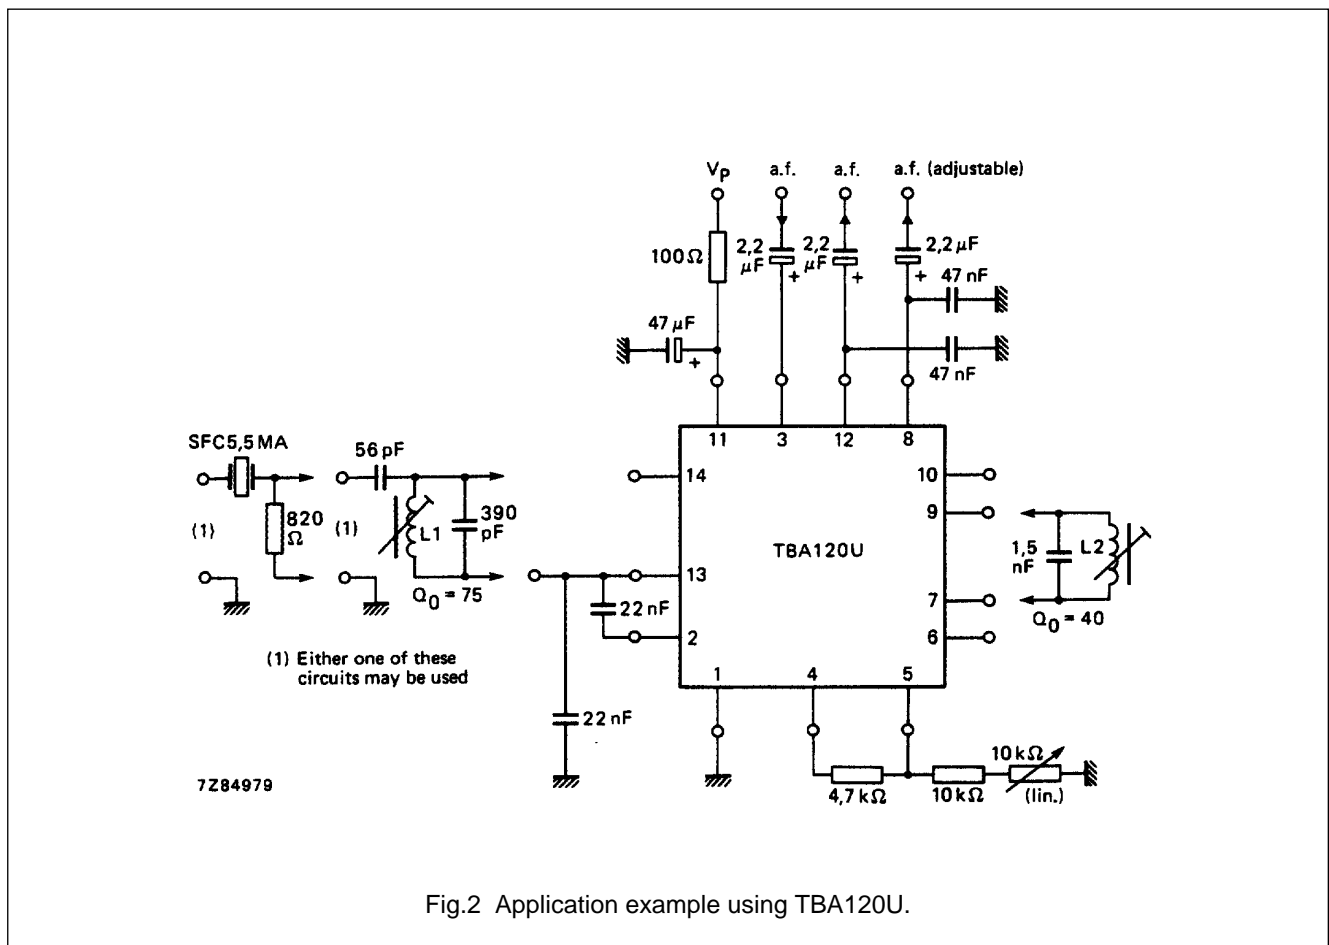 Vp
a.f.
a.f.
a.f. (adjustable)
100Ω
2,2
μF
2,2
μF
2,2 μF
+
+
+
47 nF
47 μF
+
47 nF
SFC5,5MA
56 pF
11
3
12
8
14
10
9
(1)
820
Ω
(1)
L1
390
pF
TBA120U
1,5
nF
L2
13
7
Q0 = 75
22 nF
Q0 = 40
2
6
(1) Either one of these
circuits may be used
1
4
5
22 nF
10 kΩ
7Z84979
4,7 kΩ
10kΩ
(lin.)
Fig.2 Application example using TBA120U.